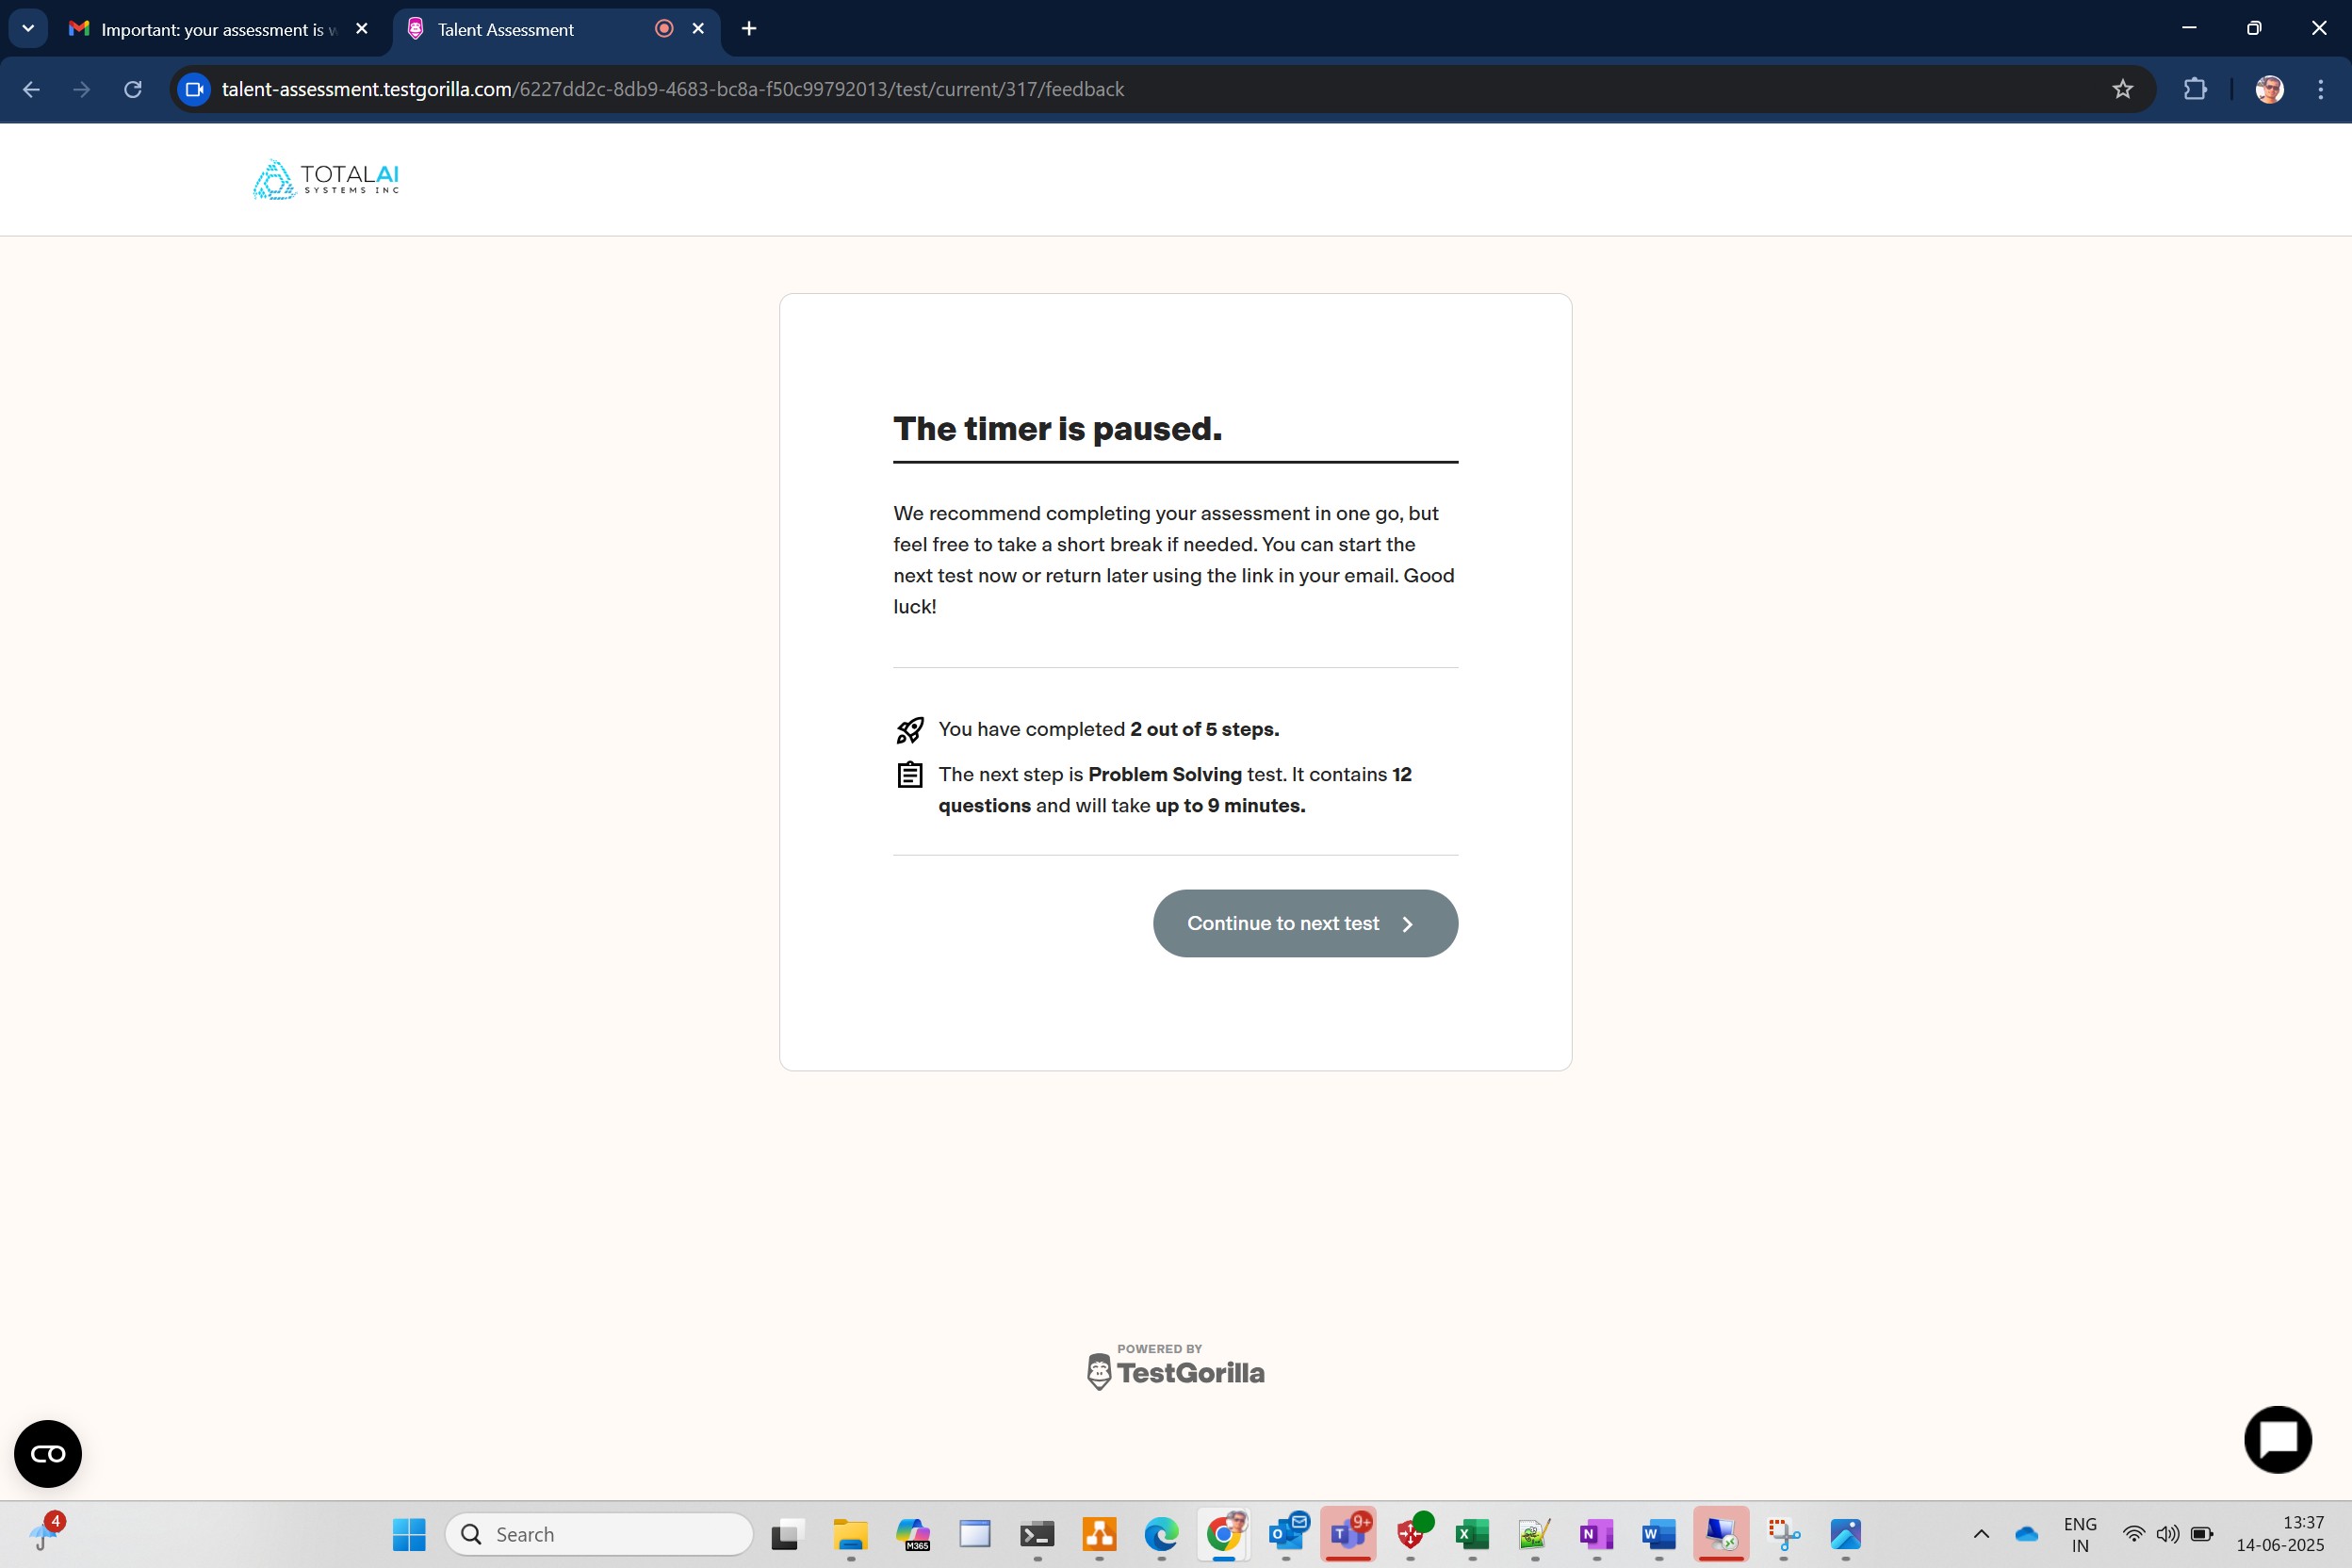 Important: your assessment is w
Talent Assessment
talent-assessment.testgorilla.com/6227dd2c-8db9-4683-bc8a-f50c99792013/test/current/317/feedback
TOTALAI
SYSTEMS INC
The timer is paused.
We recommend completing your assessment in one go, but
feel free to take a short break if needed. You can start the
next test now or return later using the link in your email. Good
luck!
You have completed 2 out of 5 steps.
The next step is Problem Solving test. It contains 12
questions and will take up to 9 minutes.
Continue to next test
POWERED BY
TestGorilla
4
Search
M365
O
T
9+
X
N
W
ENG
IN
13:37
14-06-2025